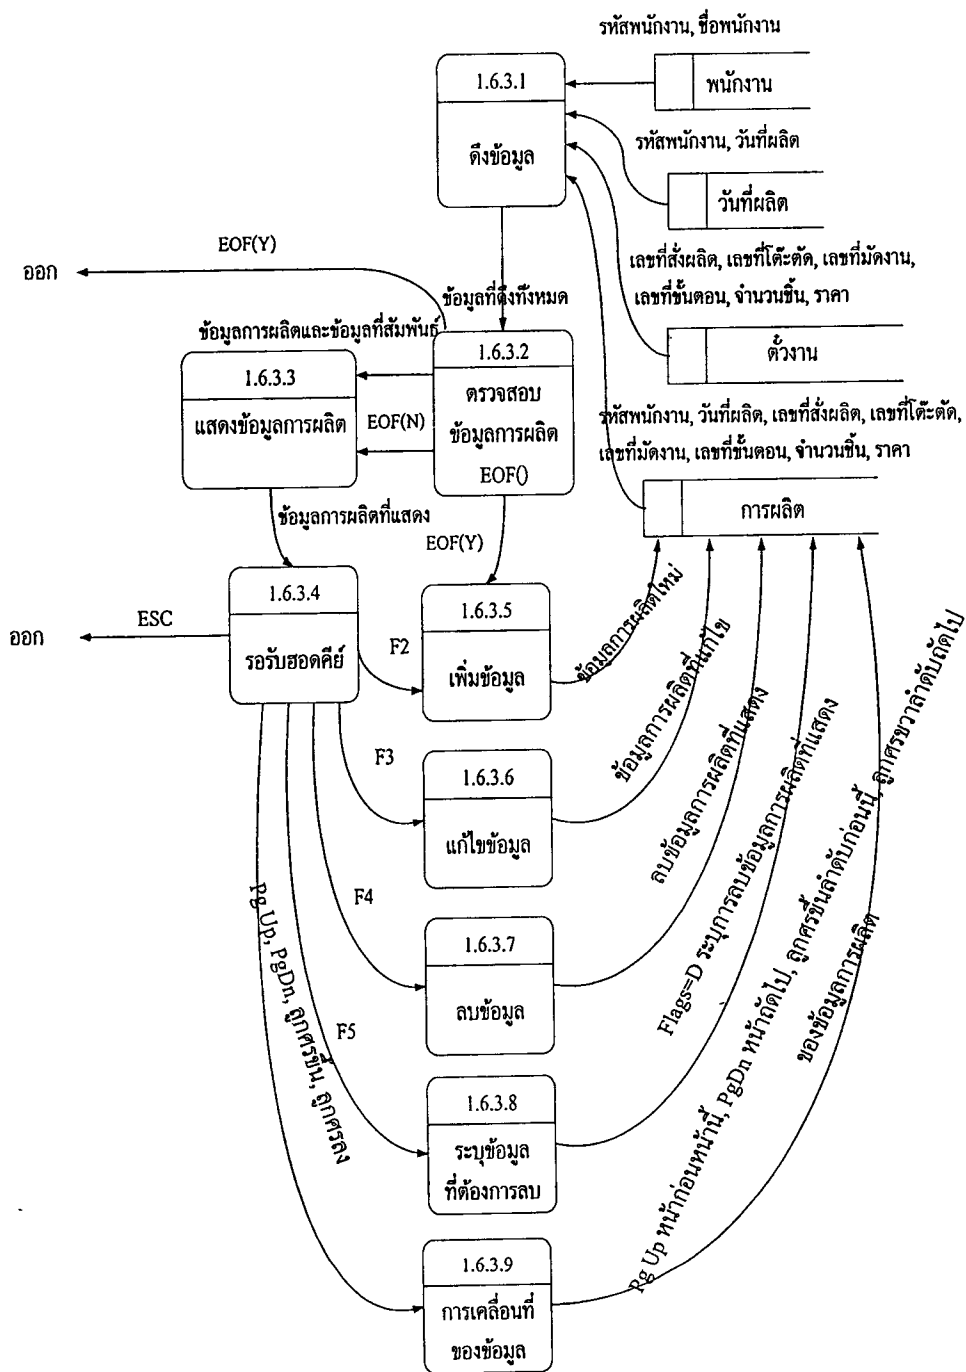 รหัสพนักงาน, ชื่อพนักงาน
1.6.3.1
ดึงข้อมูล
พนักงาน
รหัสพนักงาน, วันที่ผลิต
วันที่ผลิต
EOF(Y)
ออก
ข้อมูลที่ดึงทั้งหมด
เลขที่สั่งผลิต, เลขที่โต๊ะตัด, เลขที่มัดงาน,
เลขที่ขั้นตอน, จำนวนชิ้น, ราคา
ตั๋วงาน
ข้อมูลการผลิตและข้อมูลที่สัมพันธ์
1.6.3.2
ตรวจสอบ
ข้อมูลการผลิต
EOF()
1.6.3.3
แสดงข้อมูลการผลิต
EOF(N)
รหัสพนักงาน, วันที่ผลิต, เลขที่สั่งผลิต, เลขที่โต๊ะตัด,
เลขที่มัดงาน, เลขที่ขั้นตอน, จำนวนชิ้น, ราคา
การผลิต
ข้อมูลการผลิตที่แสดง
EOF(Y)
1.6.3.4
รอรับฮอดคีย์
ESC
ออก
F2
1.6.3.5
เพิ่มข้อมูล
ข้อมูลการผลิตใหม่
F3
1.6.3.6
แก้ไขข้อมูล
ข้อมูลการผลิตที่แก้ไข
F4
1.6.3.7
ลบข้อมูล
ลบข้อมูลการผลิตที่แสดง
F5
1.6.3.8
ระบุข้อมูล
ที่ต้องการลบ
Flags=D ระบุการลบข้อมูลการผลิตที่แสดง
Pg Up, PgDn, ลูกศรขึ้น, ลูกศรลง
1.6.3.9
การเคลื่อนที่
ของข้อมูล
Pg Up หน้าก่อนหน้านี้, PgDn หน้าถัดไป, ลูกศรขึ้นลำดับก่อนนี้, ลูกศรขวาลำดับถัดไป
ของข้อมูลการผลิต